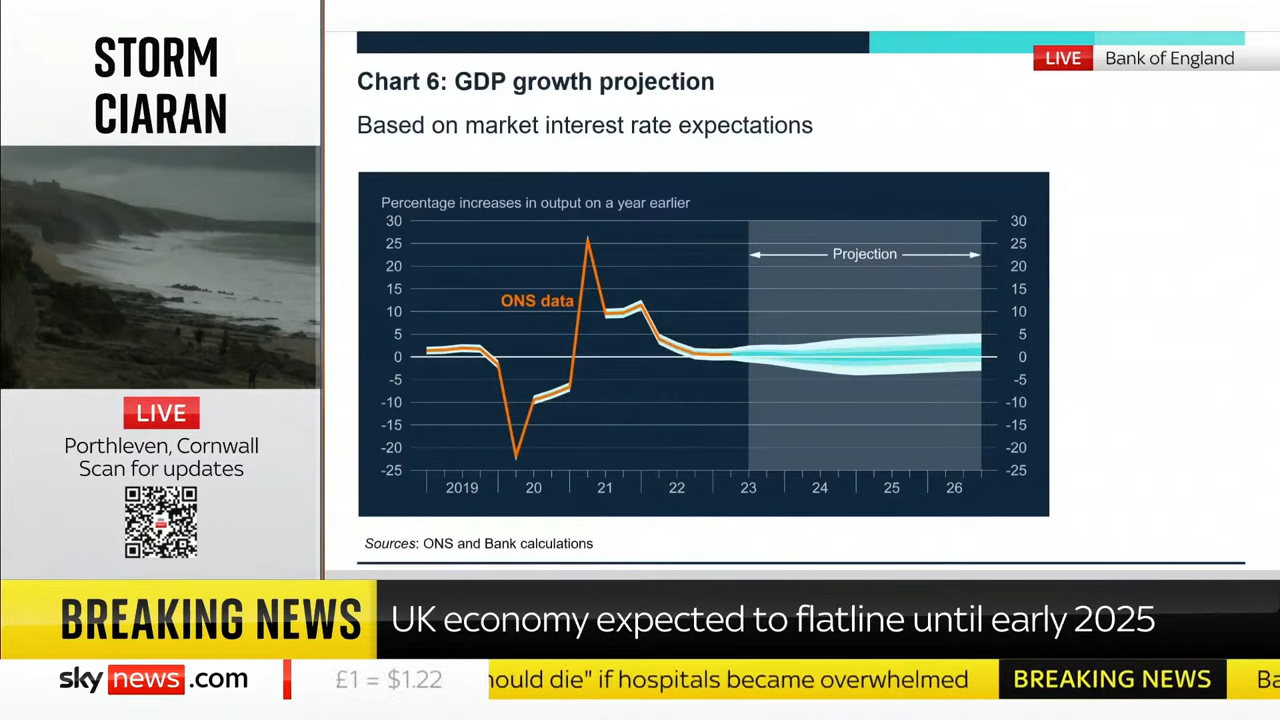 STORM
CIARAN
LIVE
Porthleven, Cornwall
Scan for updates
LIVE
Bank of England
Chart 6: GDP growth projection
Based on market interest rate expectations
Percentage increases in output on a year earlier
30 30
25 25
20 20
15 15
10 10
5 5
0 0
-5 -5
-10 -10
-15 -15
-20 -20
-25 -25
Projection
ONS data
2019 20 21 22 23 24 25 26
Sources: ONS and Bank calculations
BREAKING NEWS
UK economy expected to flatline until early 2025
sky news.com
£1 = $1.22
die" if hospitals became overwhelmed
BREAKING NEWS